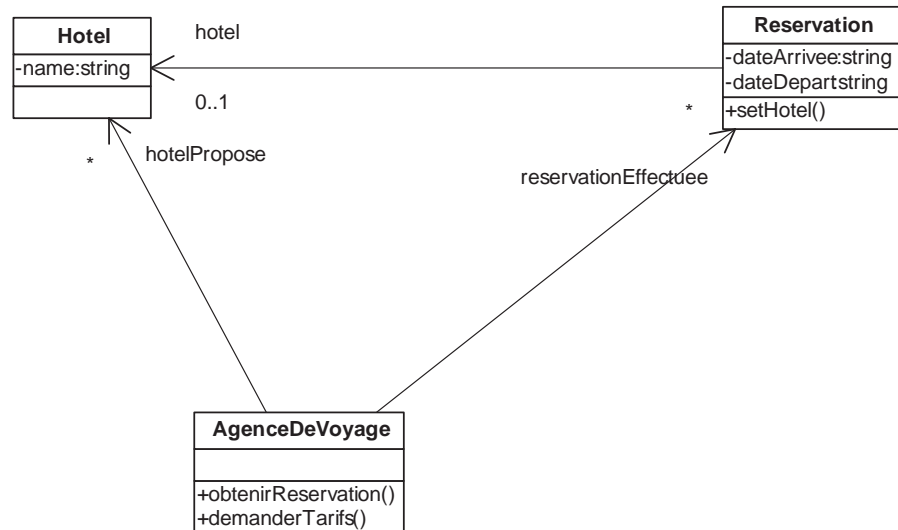 Hotel
-name:string
hotel
0..1
Reservation
-dateArrivee:string
-dateDepartstring
+setHotel()
*
*
hotelPropose
reservationEffectuee
AgenceDeVoyage
+obtenirReservation()
+demanderTarifs()